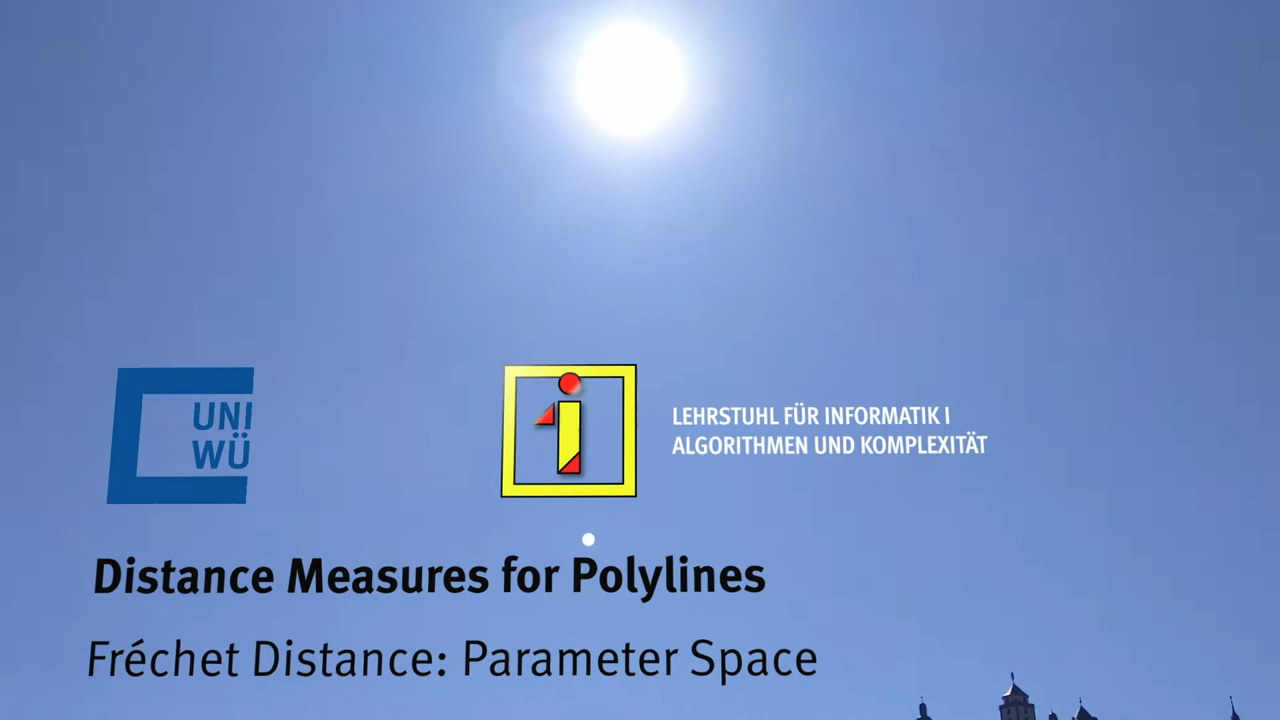 UNI
WÜ
LEHRSTUHL FÜR INFORMATIK I
ALGORITHMEN UND KOMPLEXITÄT
Distance Measures for Polylines
Fréchet Distance: Parameter Space